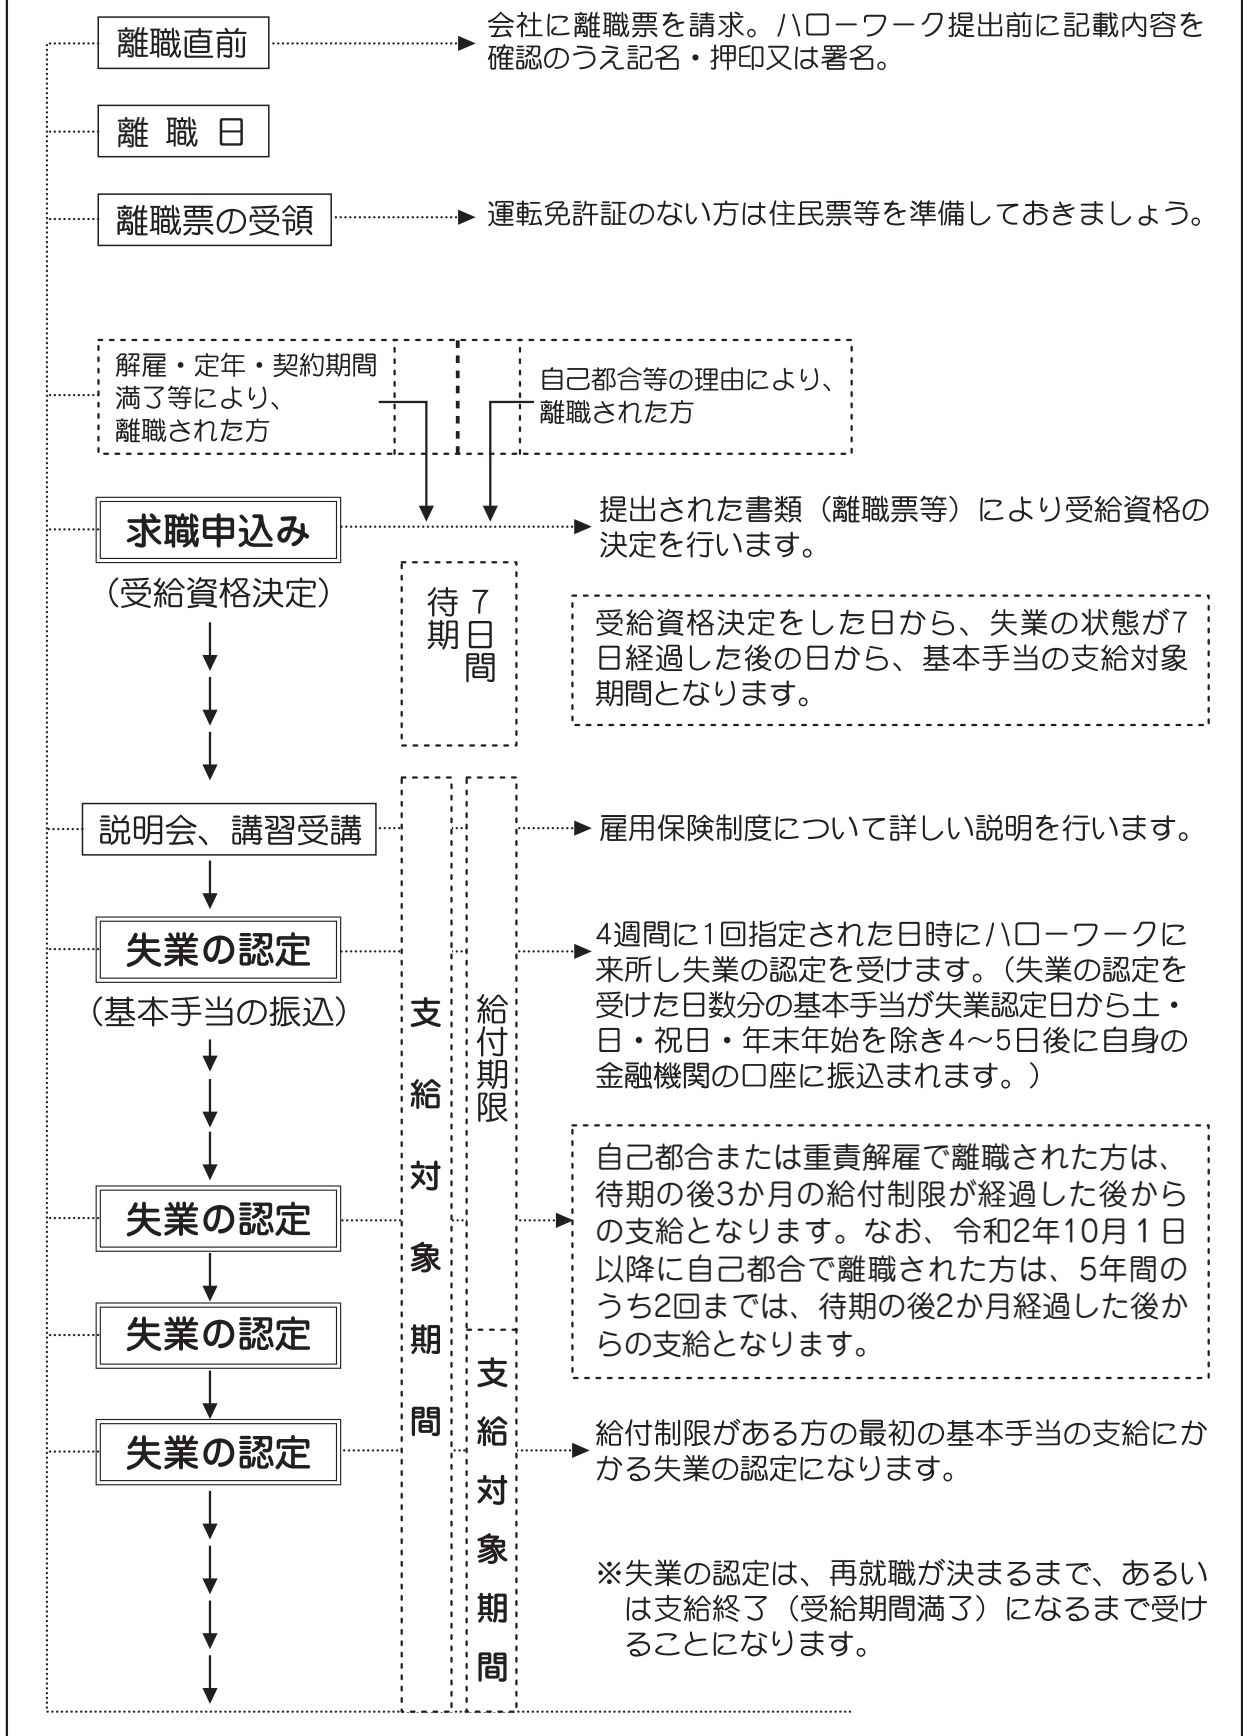 離職直前
会社に離職票を請求。ハローワーク提出前に記載内容を
確認のうえ記名・押印又は署名。
離職日
離職票の受領
運転免許証のない方は住民票等を準備しておきましょう。
解雇・定年・契約期間
満了等により、
離職された方
自己都合等の理由により、
離職された方
求職申込み
(受給資格決定)
提出された書類（離職票等）により受給資格の
決定を行います。
7日間
待期
受給資格決定をした日から、失業の状態が7
日経過した後の日から、基本手当の支給対象
期間となります。
説明会、講習受講
雇用保険制度について詳しい説明を行います。
失業の認定
(基本手当の振込)
4週間に1回指定された日時にハローワークに
来所し失業の認定を受けます。（失業の認定を
受けた日数分の基本手当が失業認定日から土・
日・祝日・年末年始を除き4～5日後に自身の
金融機関の口座に振込まれます。）
支給対象期間
給付期限
失業の認定
自己都合または重責解雇で離職された方は、
待期の後3か月の給付制限が経過した後から
の支給となります。なお、令和2年10月1日
以降に自己都合で離職された方は、5年間の
うち2回までは、待期の後2か月経過した後か
らの支給となります。
失業の認定
支給対象期間
失業の認定
給付制限がある方の最初の基本手当の支給にか
かる失業の認定になります。
※失業の認定は、再就職が決まるまで、あるい
は支給終了（受給期間満了）になるまで受け
ることになります。